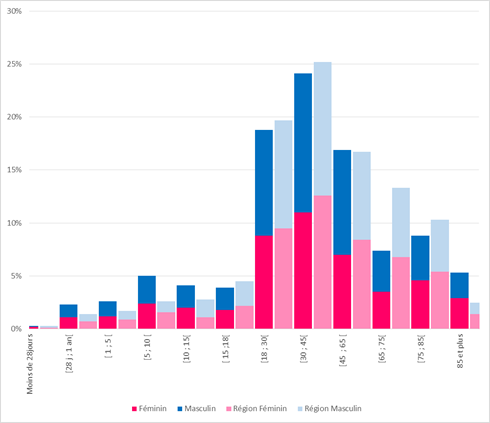 30%
25%
20%
15%
10%
5%
0%
Moins de 28jours
[28 j ; 1 an[
[ 1 ; 5 [
[5 ; 10 [
[10 ; 15[
[ 15 ;18[
[18 ; 30[
[30 ; 45[
[45 ; 65 [
[65 ; 75[
[75 ; 85[
85 et plus
Féminin Masculin Région Féminin Région Masculin